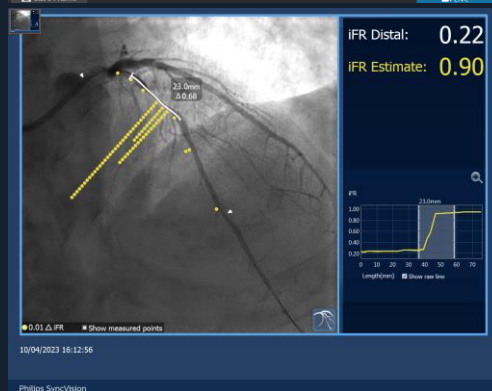 iFR Distal: 0.22
iFR Estimate: 0.90
23.0mm
Δ 0.68
iFR
23.0mm
1.00
0.80
0.60
0.40
0.20
0 10 20 30 40 50 60 70
Length(mm) Show raw line
0.01 Δ iFR Show measured points
10/04/2023 16:12:56
Philips SyncVision